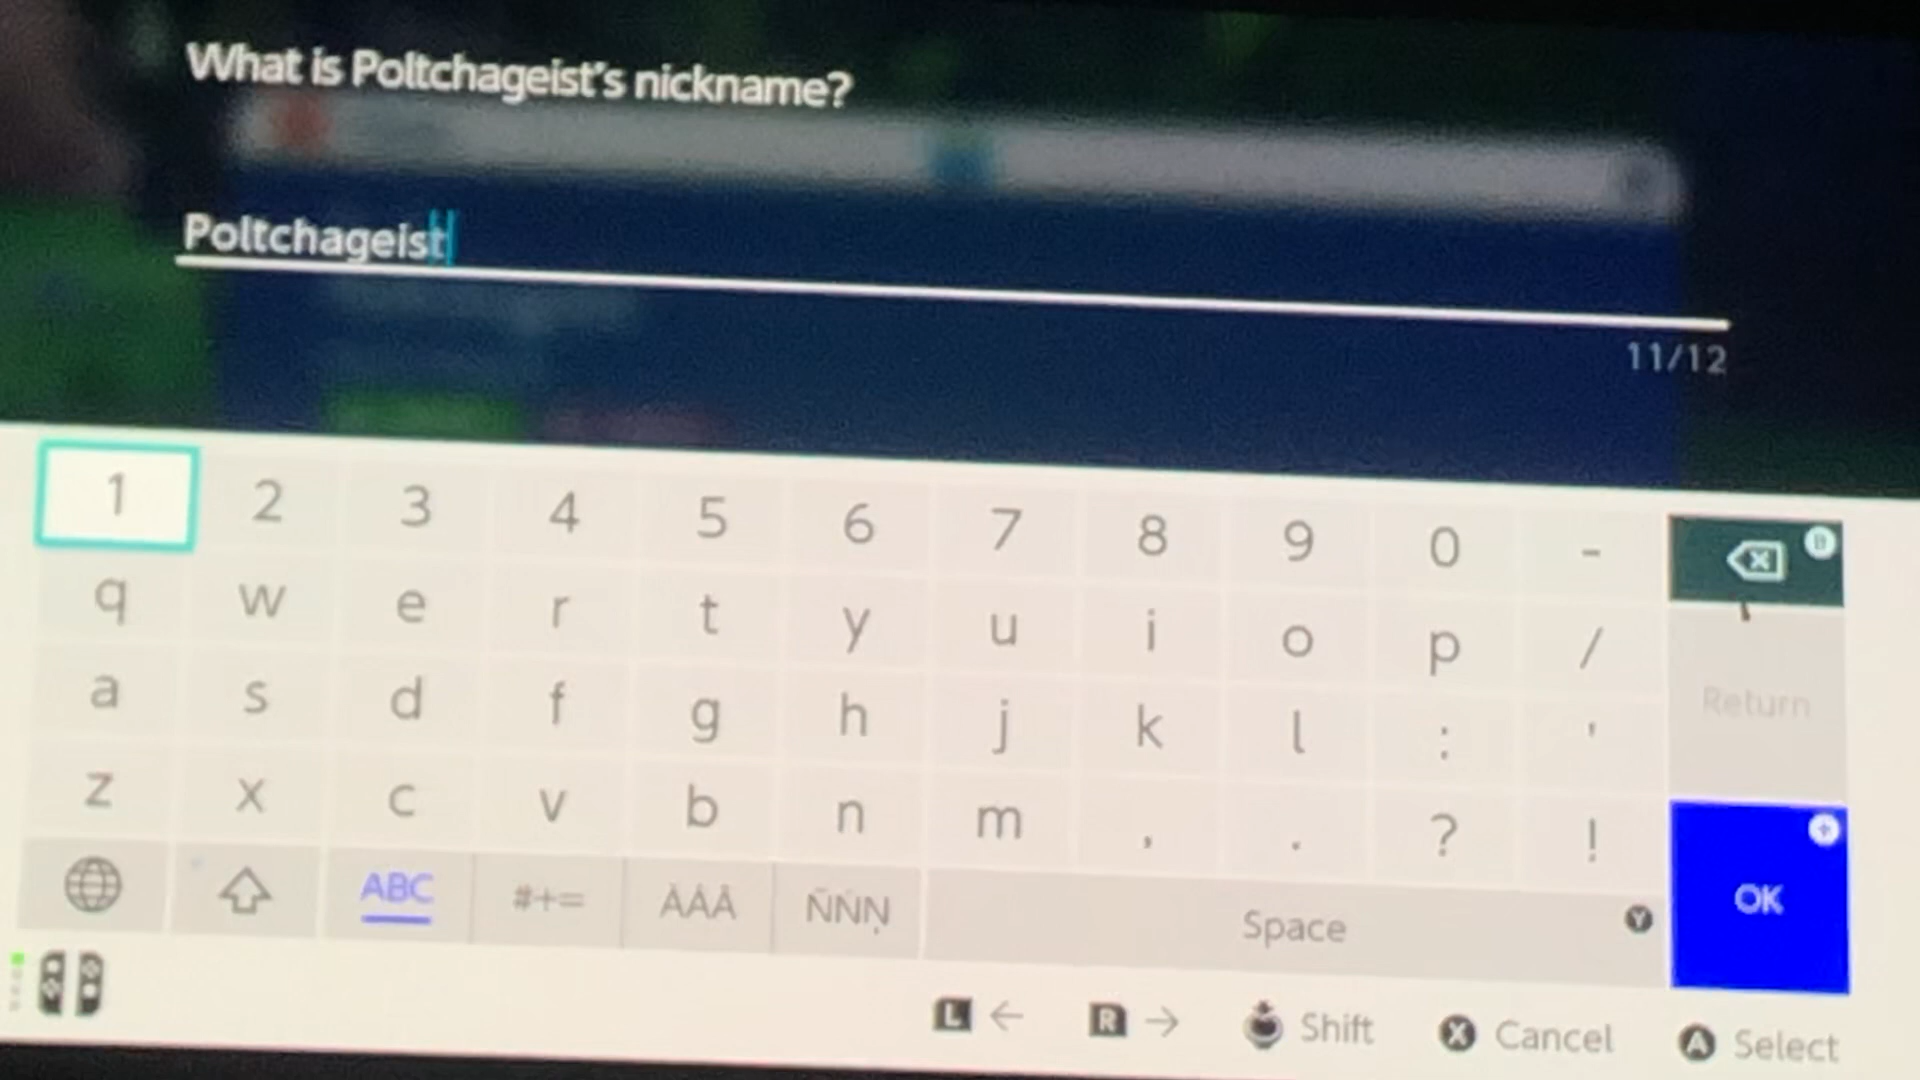 What is Poltchageist's nickname?
Poltchageist
11/12
1 2 3 4 5 6 7 8 9 0 -
B
q w e r t y u i o p /
Return
a s d f g h j k l : '
z x c v b n m , . ? !
+
OK
ABC #+= ÀÁÂ ÑŃŅ Space Y
L ← R → Shift X Cancel A Select